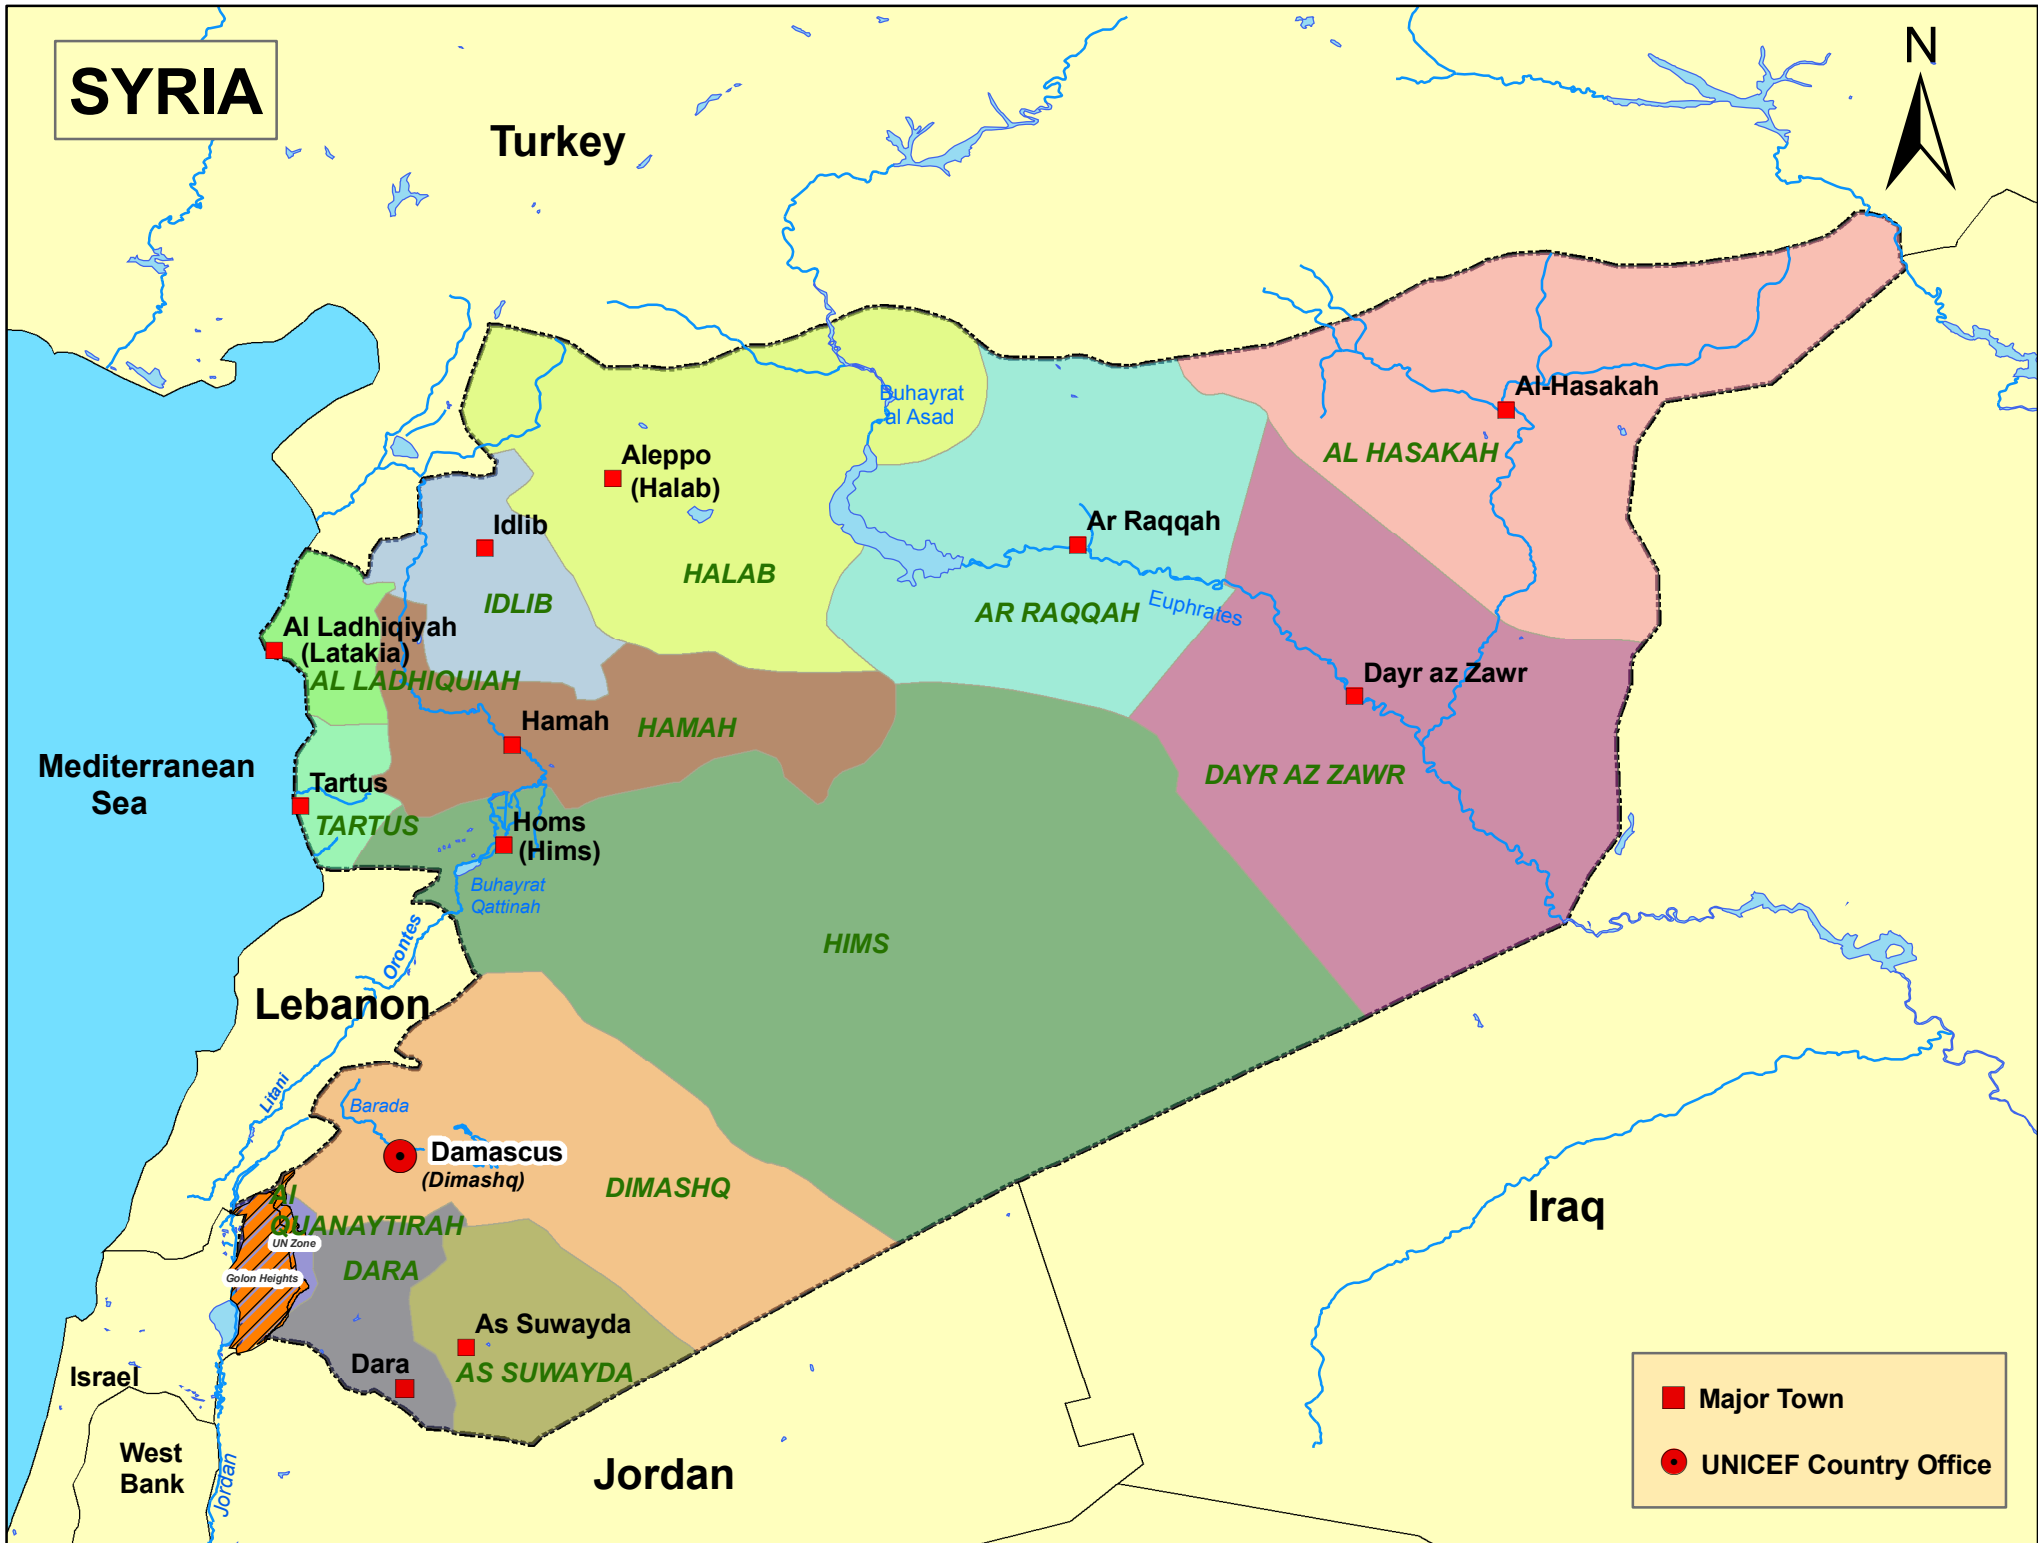 SYRIA
N
Turkey
Al-Hasakah
Buhayrat
al Asad
AL HASAKAH
Aleppo
(Halab)
Idlib
Ar Raqqah
HALAB
IDLIB
AR RAQQAH
Euphrates
Al Ladhiqiyah
(Latakia)
AL LADHIQUIAH
Dayr az Zawr
Hamah
HAMAH
Mediterranean
Sea
DAYR AZ ZAWR
Tartus
TARTUS
Homs
(Hims)
Buhayrat
Qattinah
Orontes
HIMS
Lebanon
Litani
Barada
Damascus
(Dimashq)
DIMASHQ
Al
QUANAYTIRAH
UN Zone
Golon Heights
DARA
Iraq
As Suwayda
AS SUWAYDA
Dara
Israel
West
Bank
Jordan
Jordan
Major Town
UNICEF Country Office